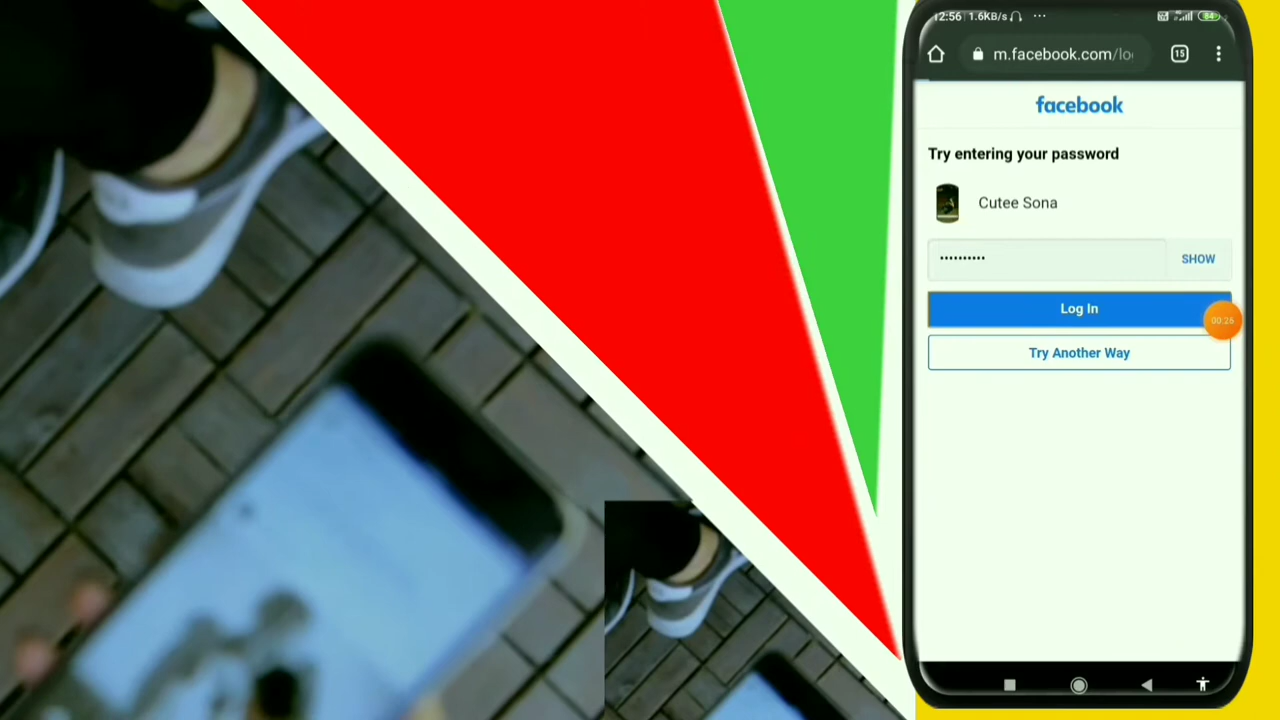 12:56 1.6KB/s ... 84
m.facebook.com/lo 15
facebook
Try entering your password
Cutee Sona
•••••••••• SHOW
Log In
00:26
Try Another Way